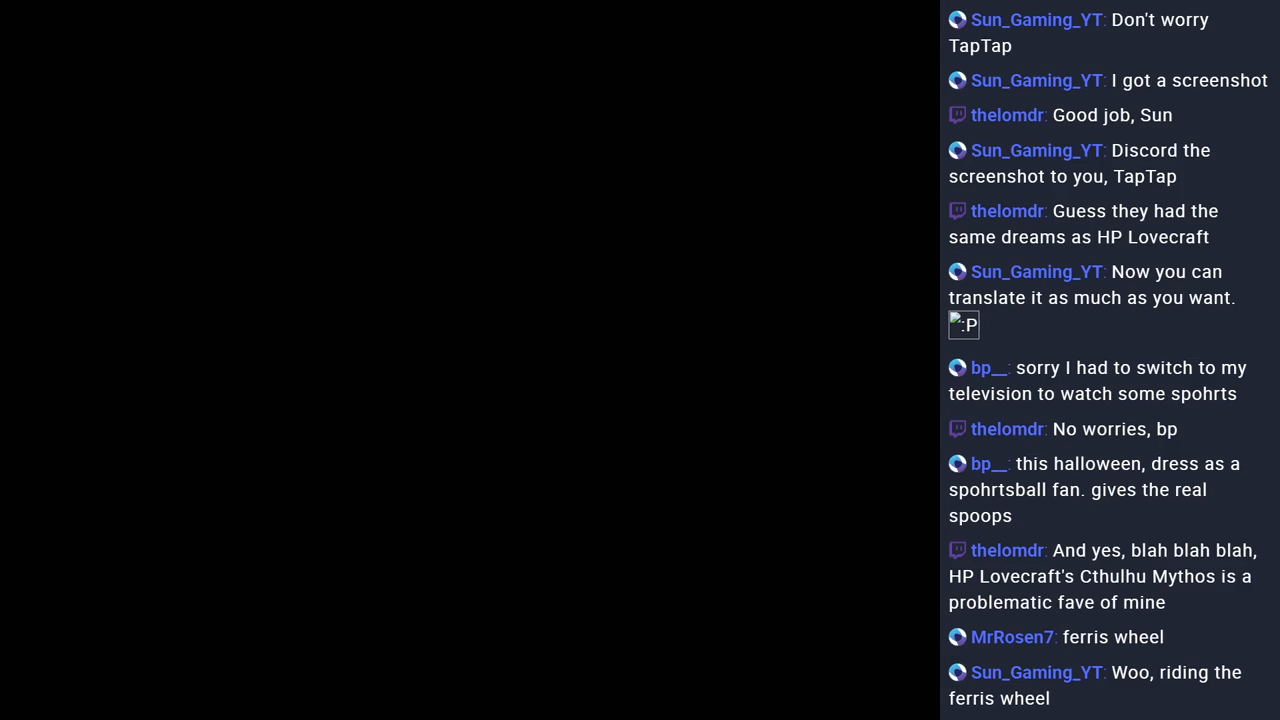 Sun_Gaming_YT: Don't worry
TapTap
Sun_Gaming_YT: I got a screenshot
thelomdr: Good job, Sun
Sun_Gaming_YT: Discord the
screenshot to you, TapTap
thelomdr: Guess they had the
same dreams as HP Lovecraft
Sun_Gaming_YT: Now you can
translate it as much as you want.
:P
bp__: sorry I had to switch to my
television to watch some spohrts
thelomdr: No worries, bp
bp__: this halloween, dress as a
spohrtsball fan. gives the real
spoops
thelomdr: And yes, blah blah blah,
HP Lovecraft's Cthulhu Mythos is a
problematic fave of mine
MrRosen7: ferris wheel
Sun_Gaming_YT: Woo, riding the
ferris wheel